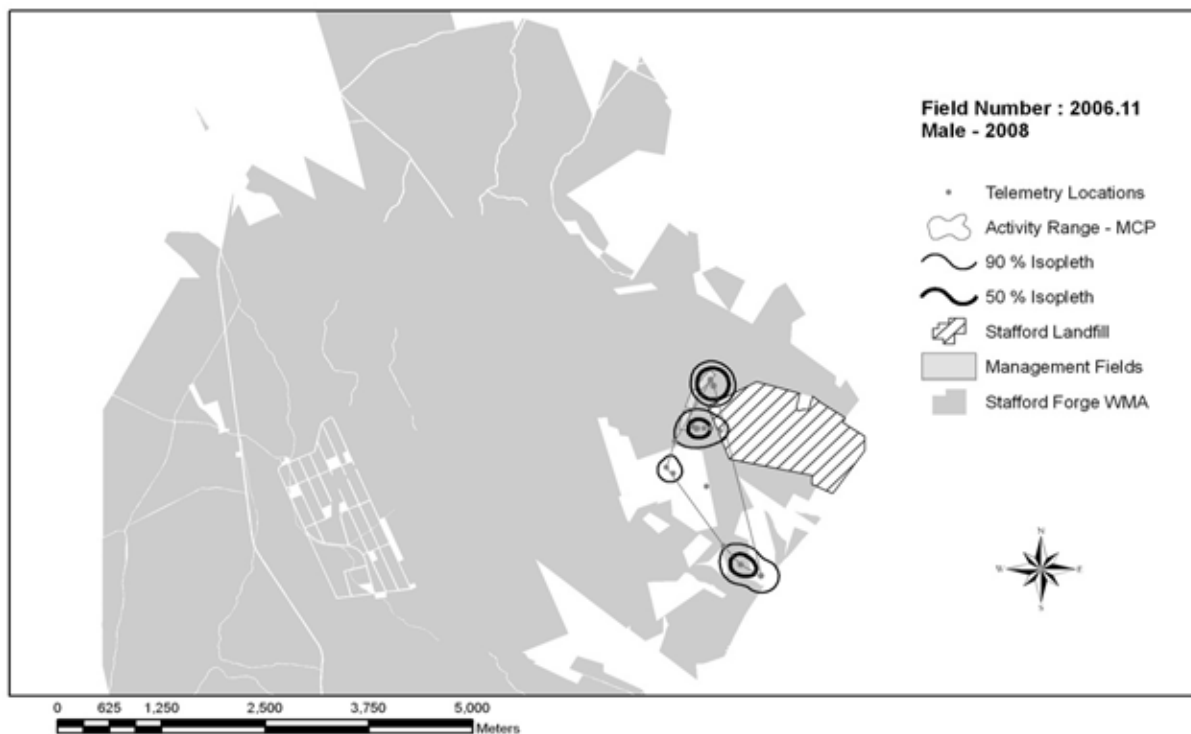 Field Number : 2006.11
Male - 2008
Telemetry Locations
Activity Range - MCP
90 % Isopleth
50 % Isopleth
Stafford Landfill
Management Fields
Stafford Forge WMA
N
W E
S
0 625 1,250 2,500 3,750 5,000
Meters